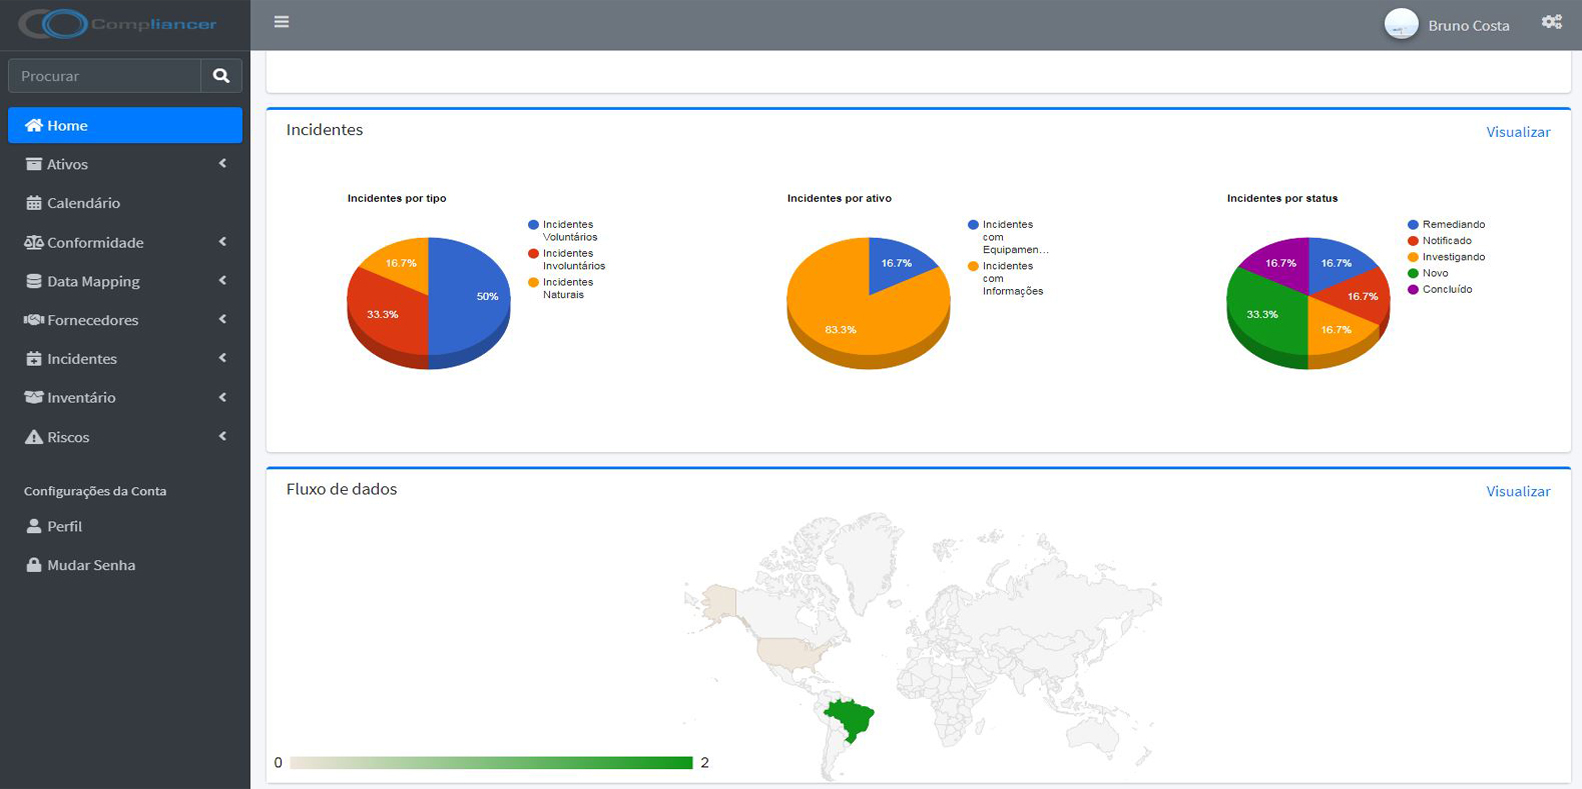 Compliancer
Bruno Costa
Procurar
Home
Ativos
Calendário
Conformidade
Data Mapping
Fornecedores
Incidentes
Inventário
Riscos
Configurações da Conta
Perfil
Mudar Senha
Incidentes
Visualizar
Incidentes por tipo
16.7%
50%
33.3%
Incidentes
Voluntários
Incidentes
Involuntários
Incidentes
Naturais
Incidentes por ativo
16.7%
83.3%
Incidentes
com
Equipamen...
Incidentes
com
Informações
Incidentes por status
16.7%
16.7%
16.7%
33.3%
16.7%
Remediando
Notificado
Investigando
Novo
Concluído
Fluxo de dados
Visualizar
0
2